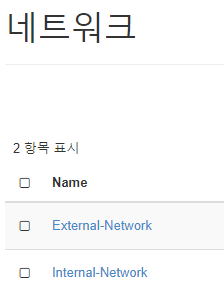 네트워크
2 항목 표시
Name
External-Network
Internal-Network